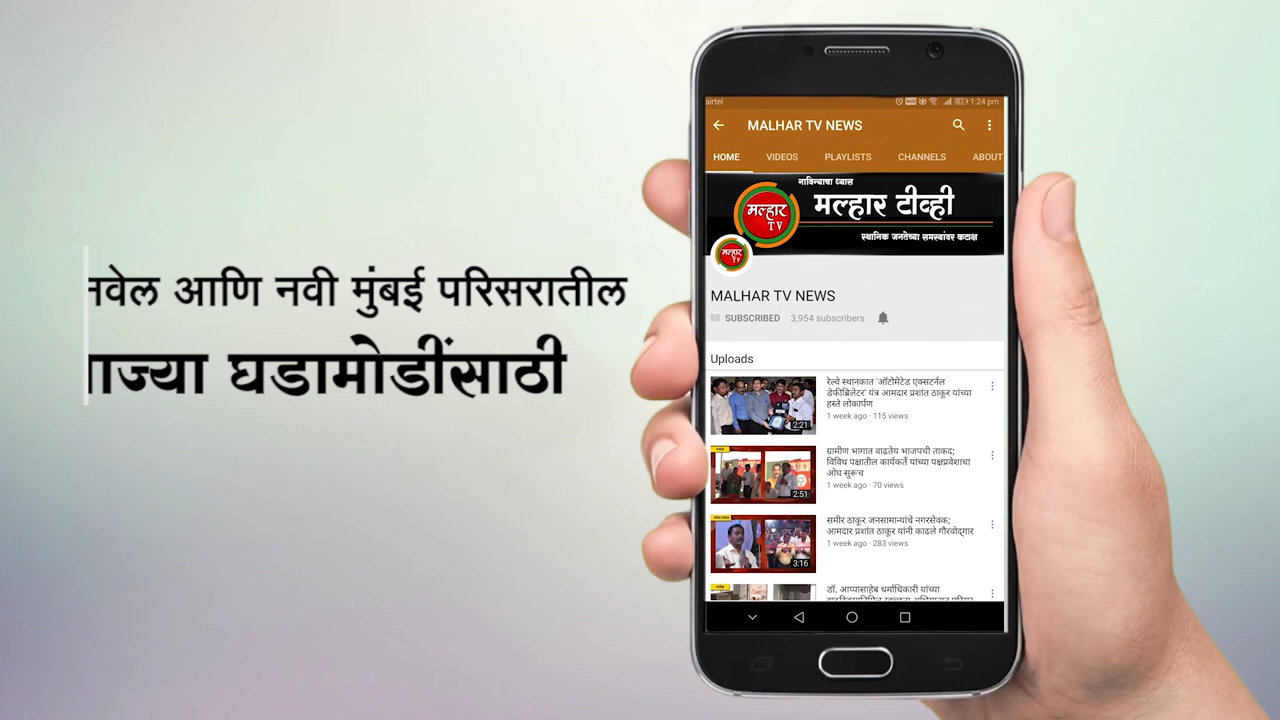 नवेल आणि नवी मुंबई परिसरातील
ाज्या घडामोडींसाठी
airtel
1:24 pm
MALHAR TV NEWS
HOME VIDEOS PLAYLISTS CHANNELS ABOUT
नाविन्याचा ध्यास
मल्हार टीव्ही
स्थानिक जनतेच्या समस्यांवर कटाक्ष
मल्हार
TV
मल्हार
TV
MALHAR TV NEWS
SUBSCRIBED 3,954 subscribers
Uploads
रेल्वे स्थानकात 'ऑटोमेटेड एक्सटर्नल
डेफीब्रिलेटर' यंत्र आमदार प्रशांत ठाकूर यांच्या
हस्ते लोकार्पण
1 week ago · 115 views
2:21
ग्रामीण भागात वाढतेय भाजपची ताकद;
विविध पक्षातील कार्यकर्ते यांच्या पक्षप्रवेशाचा
ओघ सुरूच
1 week ago · 70 views
2:51
समीर ठाकूर जनसामान्यांचे नगरसेवक;
आमदार प्रशांत ठाकूर यांनी काढले गौरवोद्गार
1 week ago · 283 views
3:16
डॉ. आप्पासाहेब धर्माधिकारी यांच्या